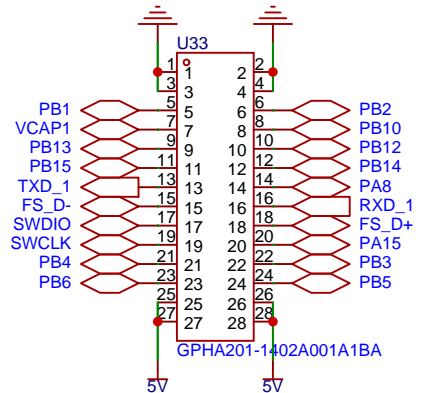 U33
1 1 2 2
3 3 4 4
PB1 5 5 6 6 PB2
VCAP1 7 7 8 8 PB10
PB13 9 9 10 10 PB12
PB15 11 11 12 12 PB14
TXD_1 13 13 14 14 PA8
FS_D- 15 15 16 16 RXD_1
SWDIO 17 17 18 18 FS_D+
SWCLK 19 19 20 20 PA15
PB4 21 21 22 22 PB3
PB6 23 23 24 24 PB5
25 25 26 26
27 27 28 28
GPHA201-1402A001A1BA
5V 5V